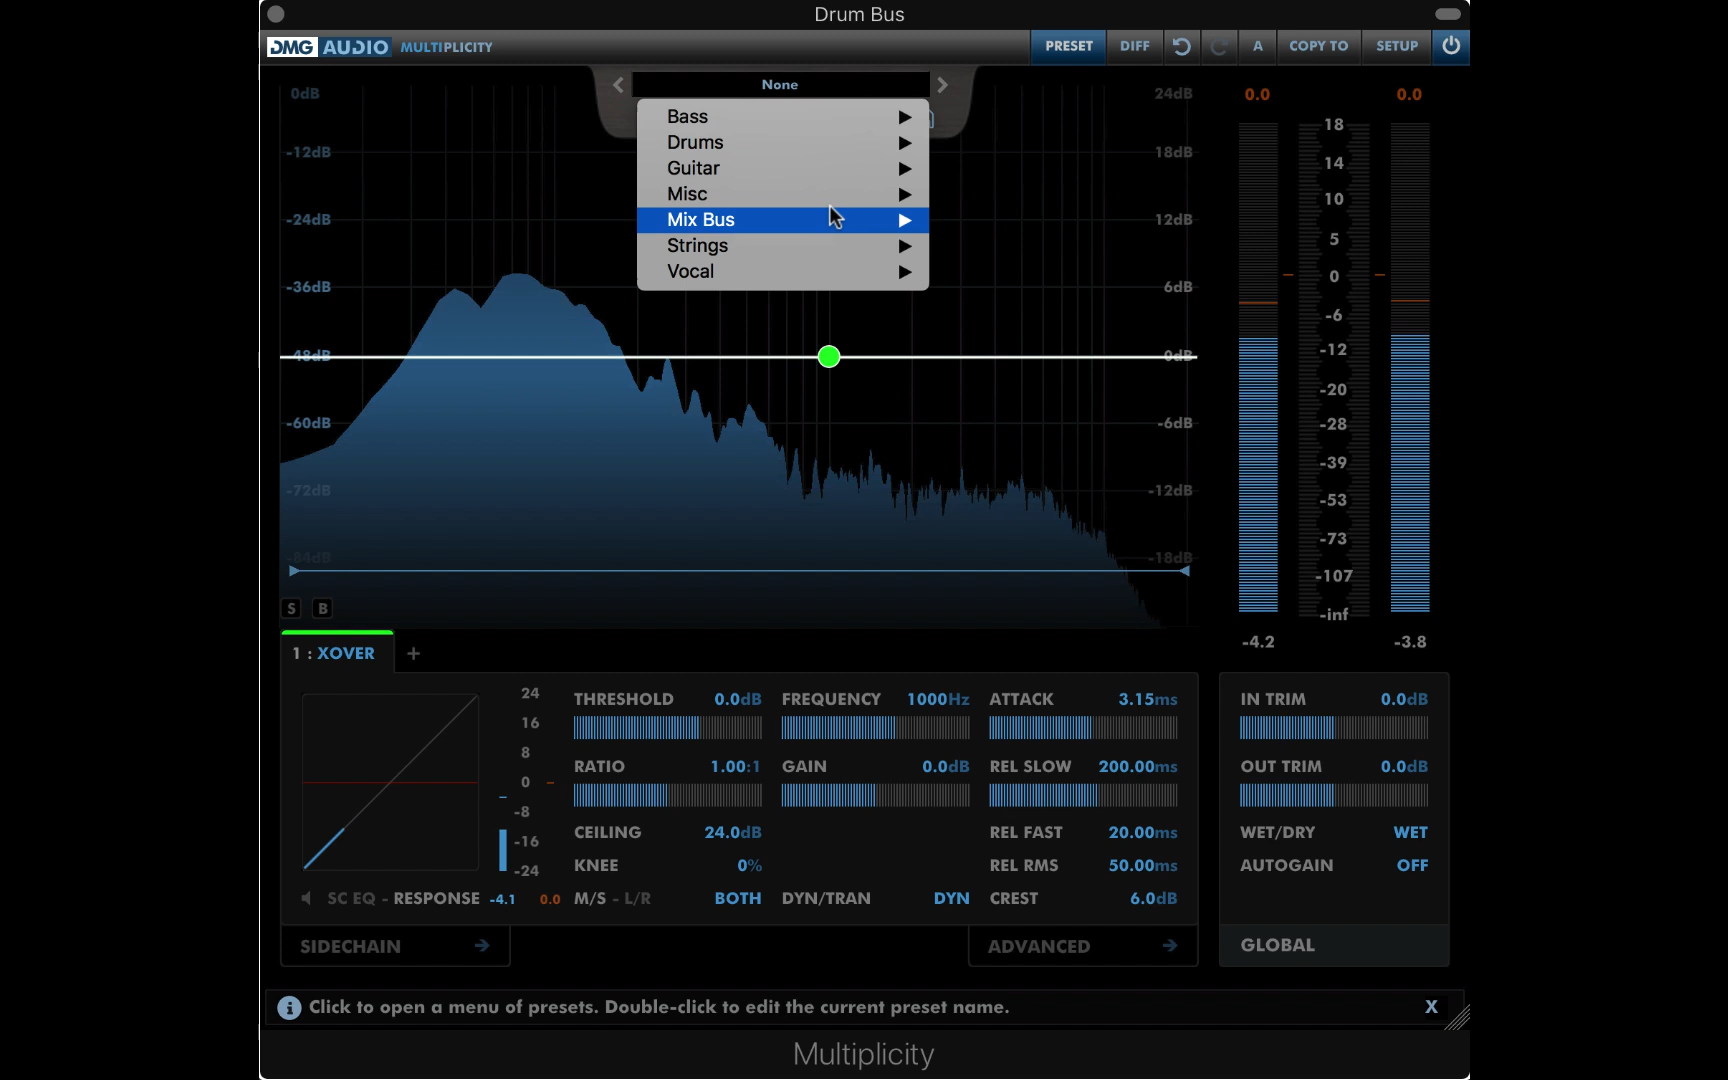 Drum Bus
DMG AUDIO MULTIPLICITY
PRESET DIFF A COPY TO SETUP
None
Bass
Drums
Guitar
Misc
Mix Bus
Strings
Vocal
0dB
-12dB
-24dB
-36dB
-48dB
-60dB
-72dB
-84dB
24dB
18dB
12dB
6dB
0dB
-6dB
-12dB
-18dB
0.0 0.0
18
14
10
5
0
-6
-12
-20
-28
-39
-53
-73
-107
-inf
-4.2 -3.8
S B
1 : XOVER +
24
16
8
0
-8
-16
-24
SC EQ - RESPONSE -4.1 0.0
THRESHOLD 0.0dB
RATIO 1.00:1
CEILING 24.0dB
KNEE 0%
M/S - L/R BOTH
FREQUENCY 1000Hz
GAIN 0.0dB
DYN/TRAN DYN
ATTACK 3.15ms
REL SLOW 200.00ms
REL FAST 20.00ms
REL RMS 50.00ms
CREST 6.0dB
IN TRIM 0.0dB
OUT TRIM 0.0dB
WET/DRY WET
AUTOGAIN OFF
SIDECHAIN
ADVANCED
GLOBAL
i Click to open a menu of presets. Double-click to edit the current preset name. X
Multiplicity